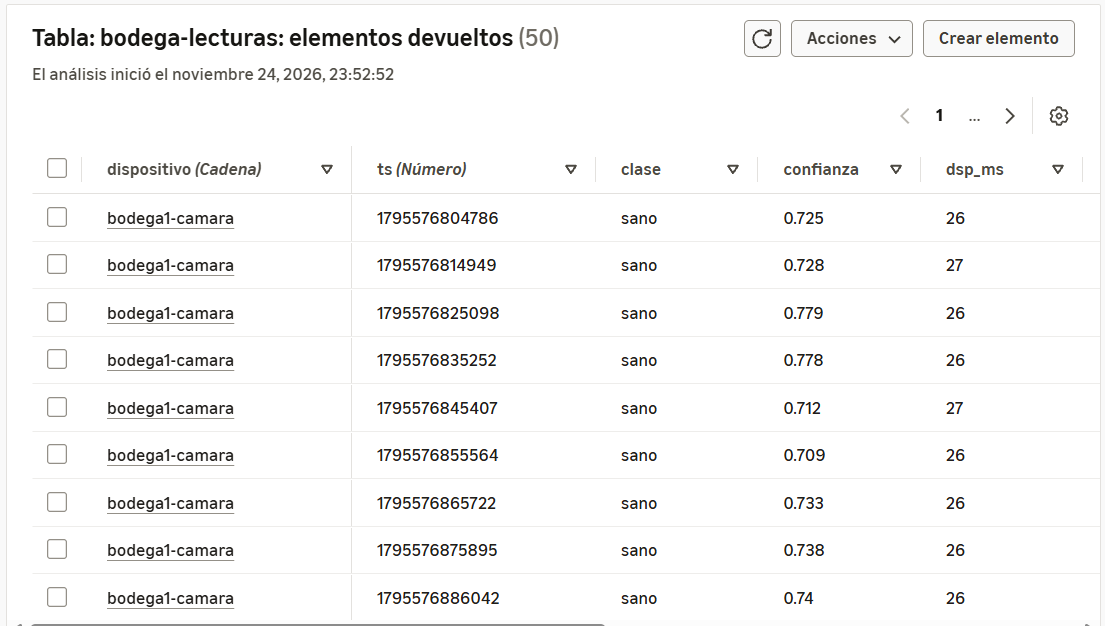 Tabla: bodega-lecturas: elementos devueltos (50)
Acciones
Crear elemento
El análisis inició el noviembre 24, 2026, 23:52:52
1 ...
dispositivo (Cadena) ts (Número) clase confianza dsp_ms
bodega1-camara 1795576804786 sano 0.725 26
bodega1-camara 1795576814949 sano 0.728 27
bodega1-camara 1795576825098 sano 0.779 26
bodega1-camara 1795576835252 sano 0.778 26
bodega1-camara 1795576845407 sano 0.712 27
bodega1-camara 1795576855564 sano 0.709 26
bodega1-camara 1795576865722 sano 0.733 26
bodega1-camara 1795576875895 sano 0.738 26
bodega1-camara 1795576886042 sano 0.74 26